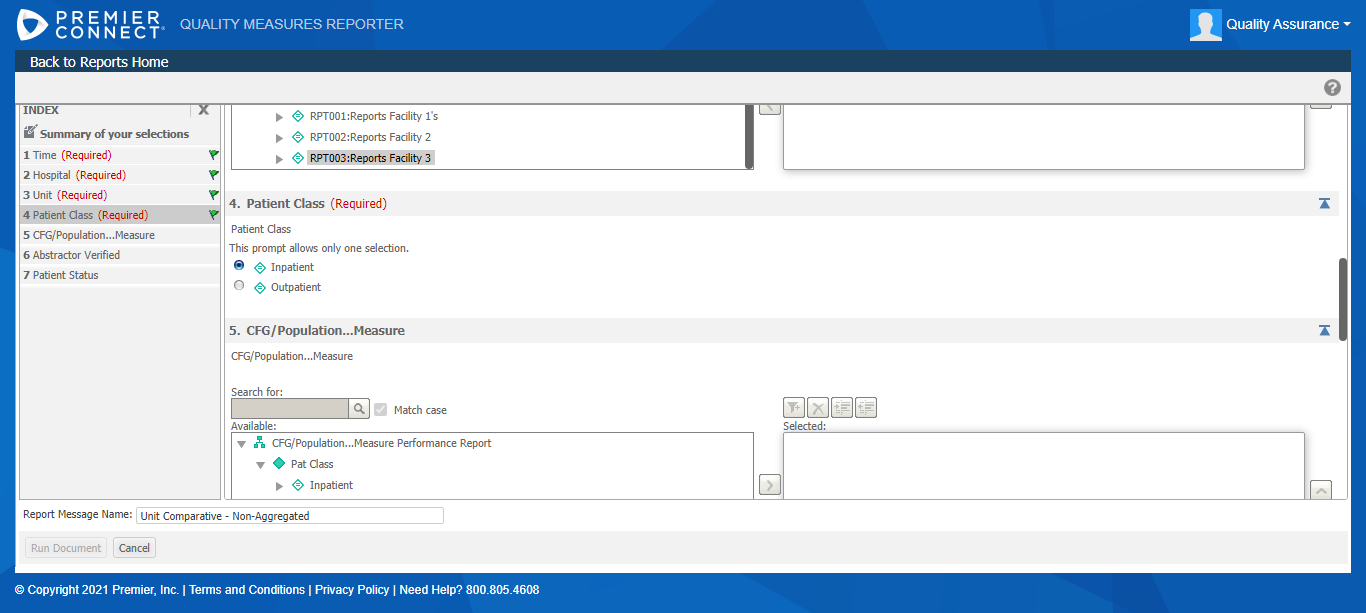 PREMIER CONNECT QUALITY MEASURES REPORTER
Quality Assurance
Back to Reports Home
?
INDEX X
Summary of your selections
1 Time (Required)
2 Hospital (Required)
3 Unit (Required)
4 Patient Class (Required)
5 CFG/Population...Measure
6 Abstractor Verified
7 Patient Status
RPT001:Reports Facility 1's
RPT002:Reports Facility 2
RPT003:Reports Facility 3
4. Patient Class (Required)
Patient Class
This prompt allows only one selection.
Inpatient
Outpatient
5. CFG/Population...Measure
CFG/Population...Measure
Search for:
Match case
Available:
Selected:
CFG/Population...Measure Performance Report
Pat Class
Inpatient
Report Message Name: Unit Comparative - Non-Aggregated
Run Document Cancel
© Copyright 2021 Premier, Inc. | Terms and Conditions | Privacy Policy | Need Help? 800.805.4608